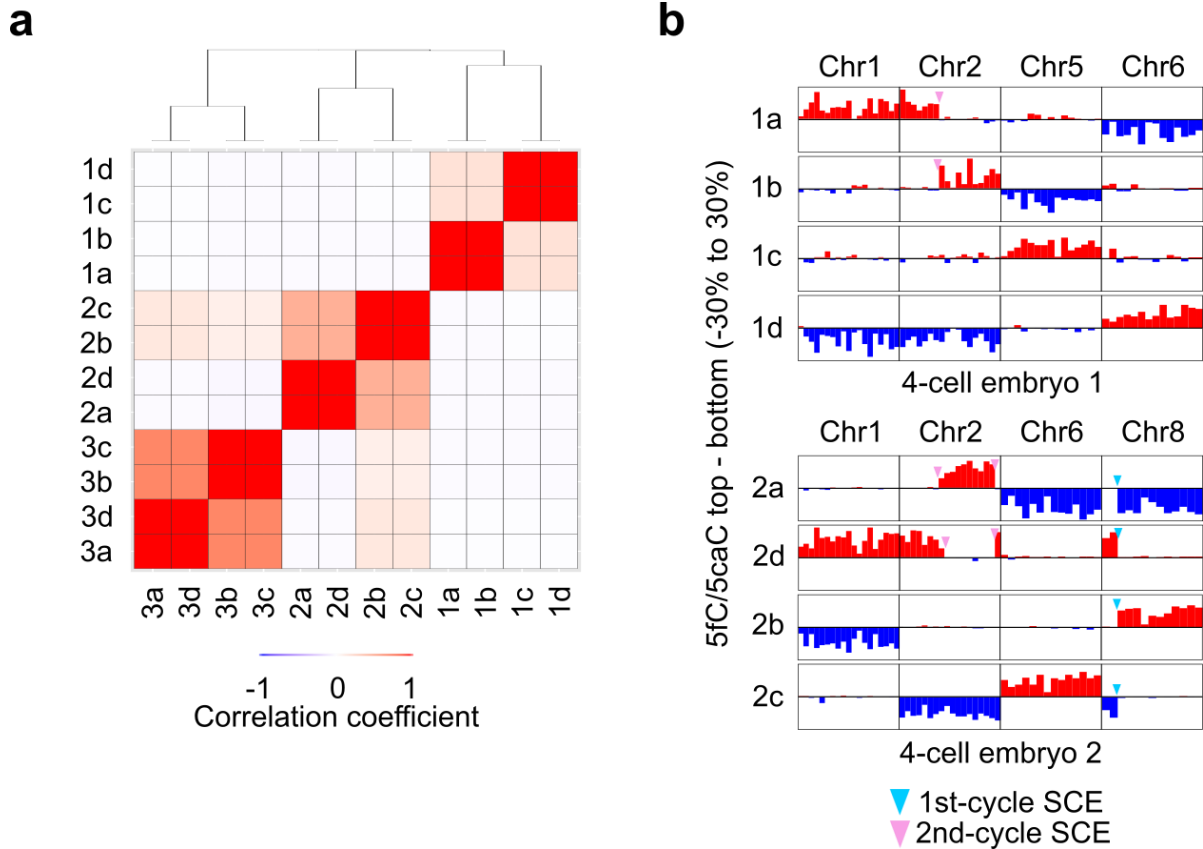 a
1d
1c
1b
1a
2c
2b
2d
2a
3c
3b
3d
3a
3a 3d 3b 3c 2a 2d 2b 2c 1a 1b 1c 1d
-1 0 1
Correlation coefficient
b
5fC/5caC top - bottom (-30% to 30%)
Chr1 Chr2 Chr5 Chr6
1a
1b
1c
1d
4-cell embryo 1
Chr1 Chr2 Chr6 Chr8
2a
2d
2b
2c
4-cell embryo 2
1st-cycle SCE
2nd-cycle SCE